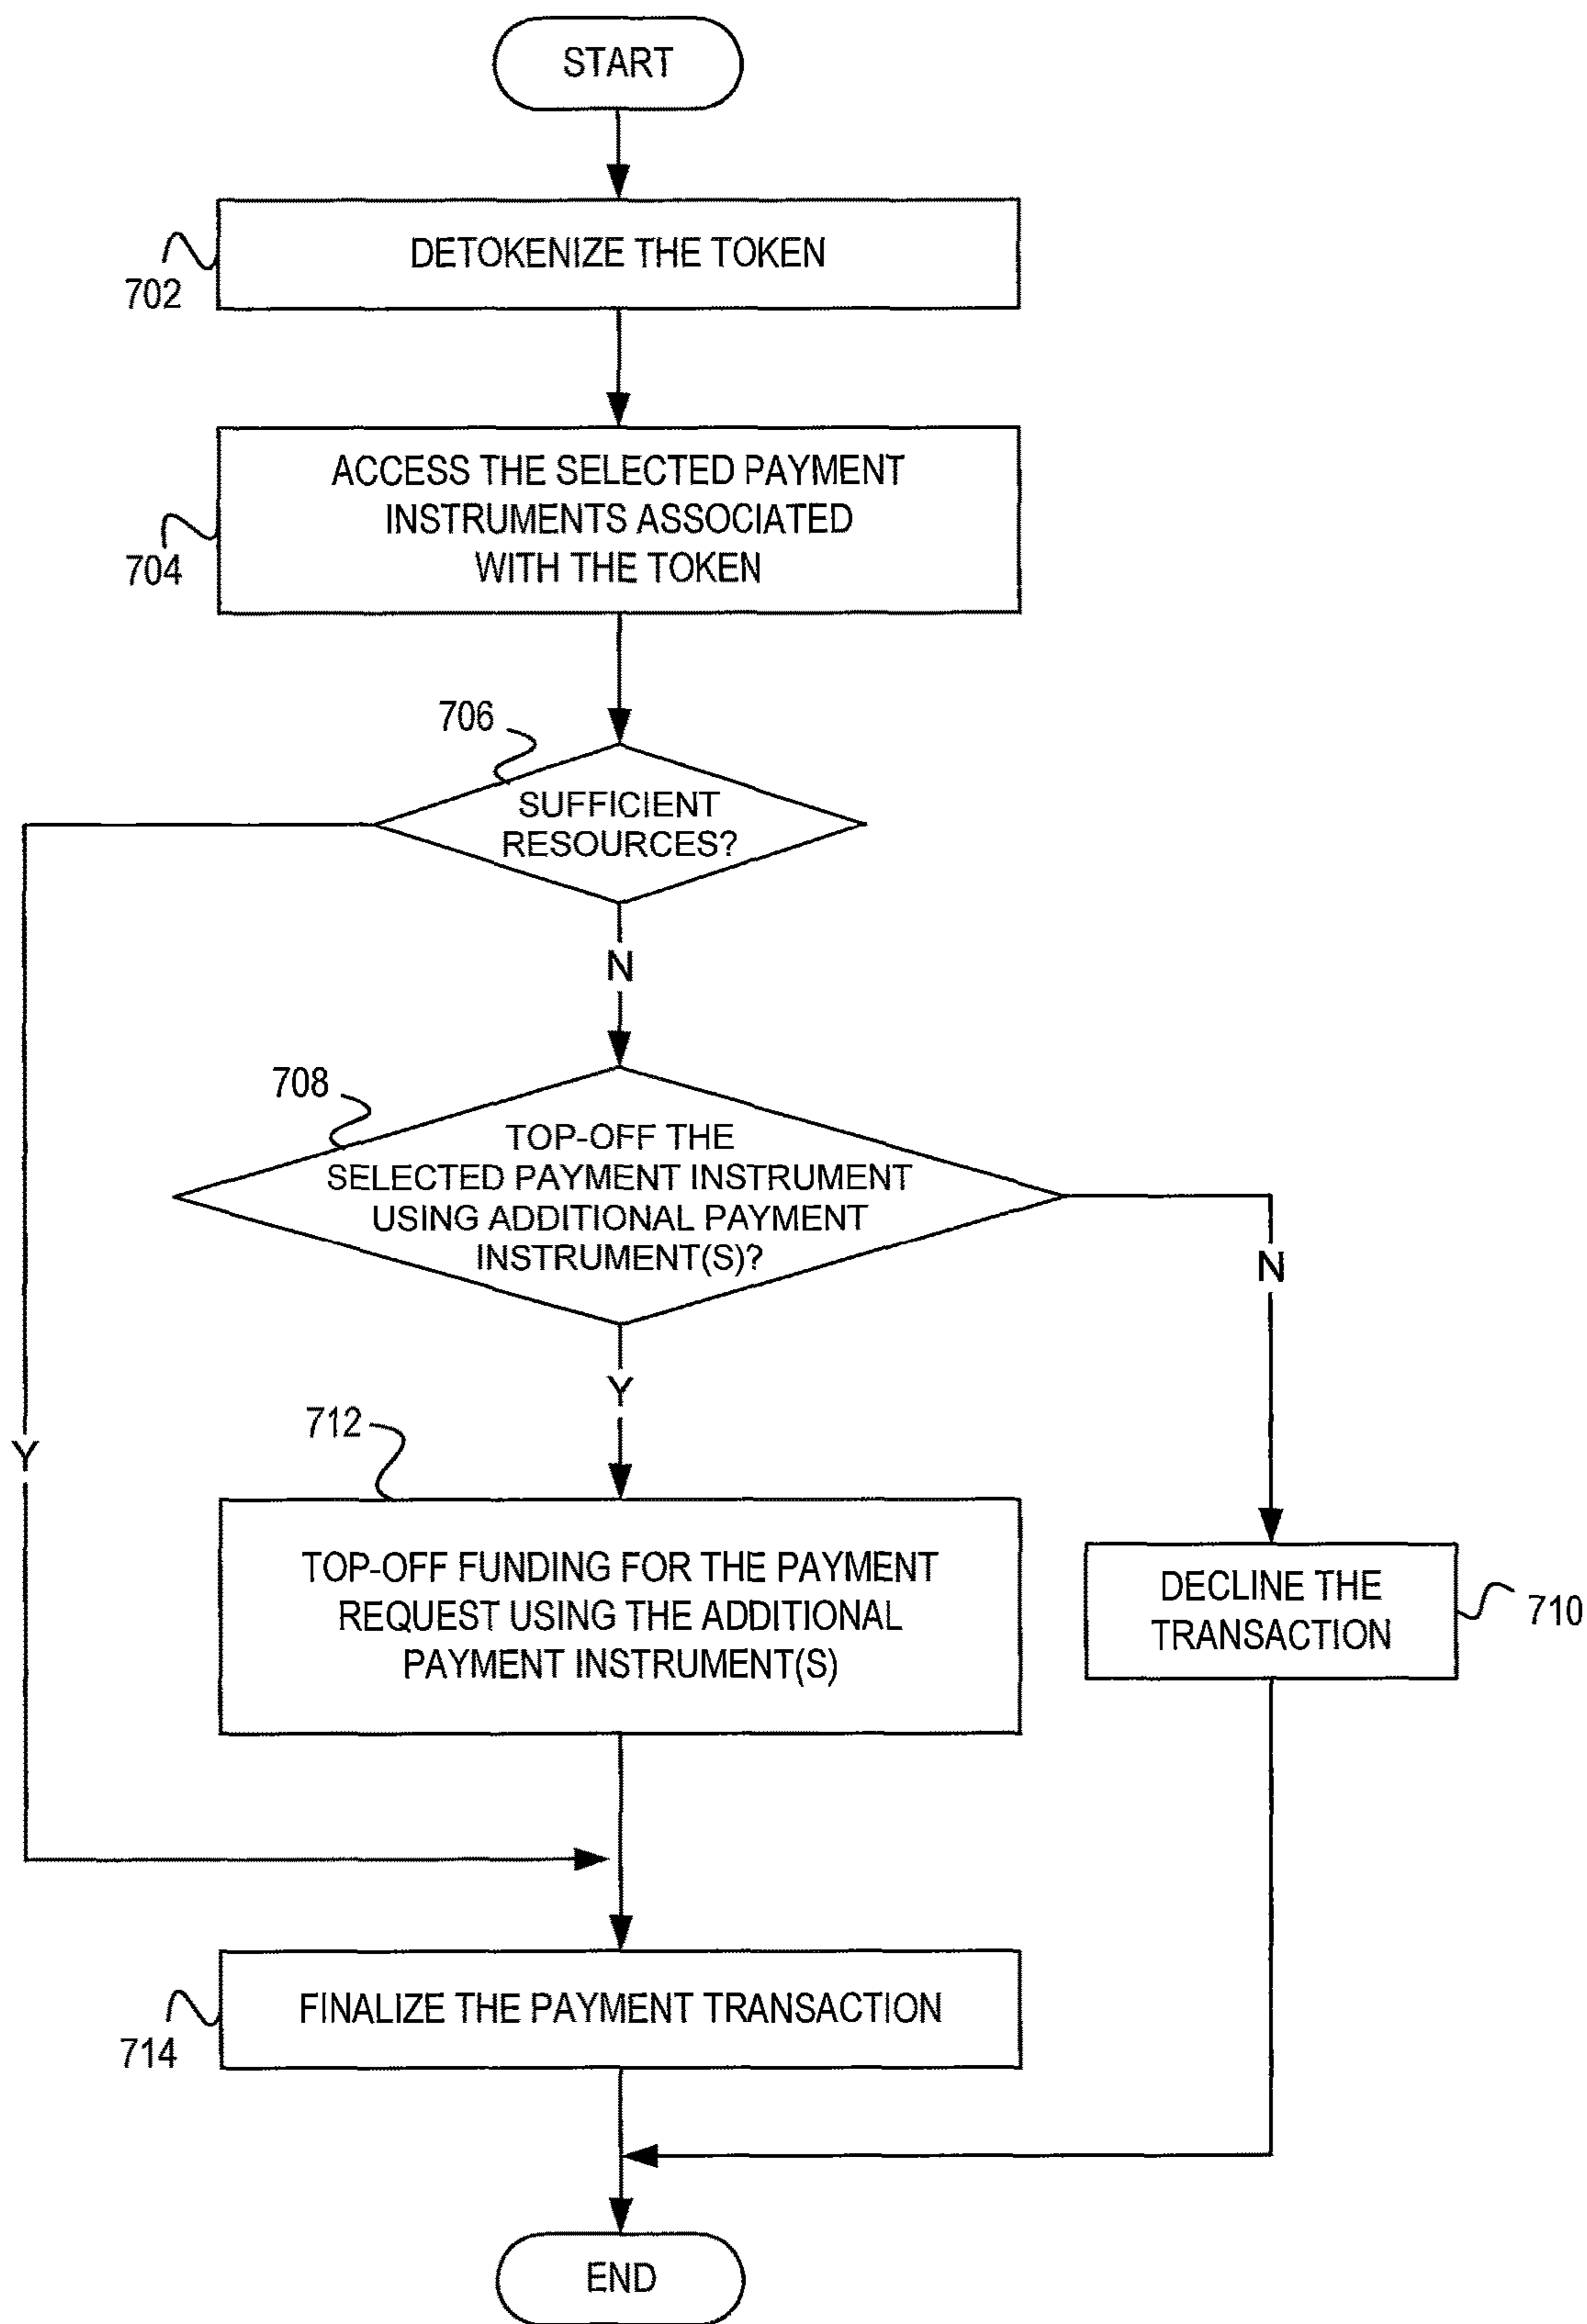 START
DETOKENIZE THE TOKEN
702
ACCESS THE SELECTED PAYMENT
INSTRUMENTS ASSOCIATED
WITH THE TOKEN
704
706
SUFFICIENT
RESOURCES?
N
708
TOP-OFF THE
SELECTED PAYMENT INSTRUMENT
USING ADDITIONAL PAYMENT
INSTRUMENT(S)?
N
Y
712
Y
TOP-OFF FUNDING FOR THE PAYMENT
REQUEST USING THE ADDITIONAL
PAYMENT INSTRUMENT(S)
DECLINE THE
TRANSACTION
710
FINALIZE THE PAYMENT TRANSACTION
714
END